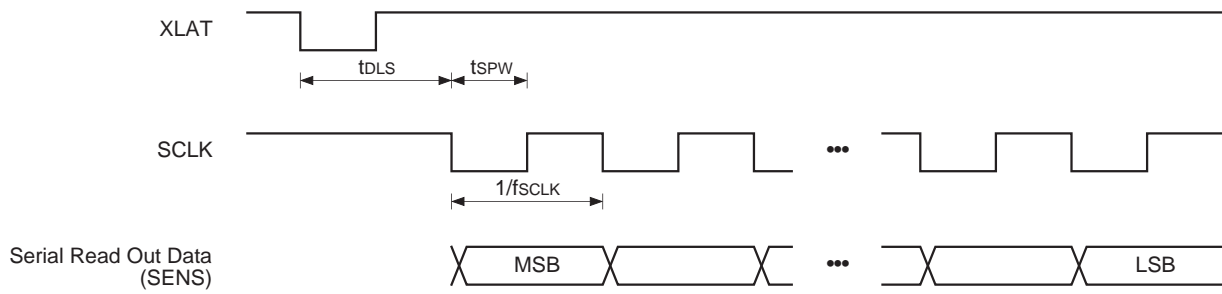 XLAT
tDLS
tSPW
SCLK
•••
1/fSCLK
Serial Read Out Data
(SENS)
MSB
•••
LSB